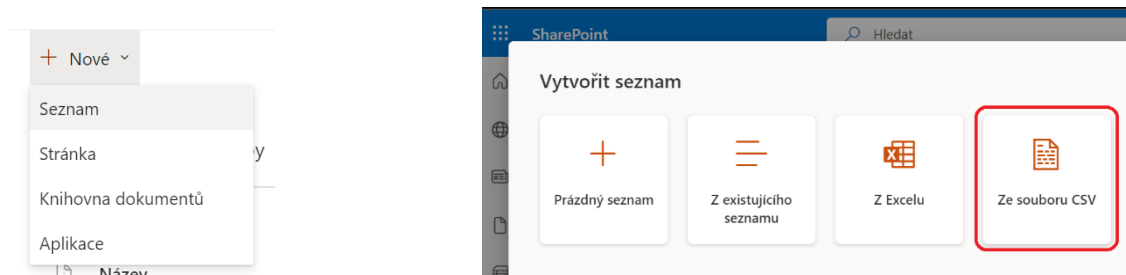 Nové
Seznam
Stránka
Knihovna dokumentů
Aplikace
Název
SharePoint
Hledat
Vytvořit seznam
Prázdný seznam
Z existujícího
seznamu
Z Excelu
Ze souboru CSV